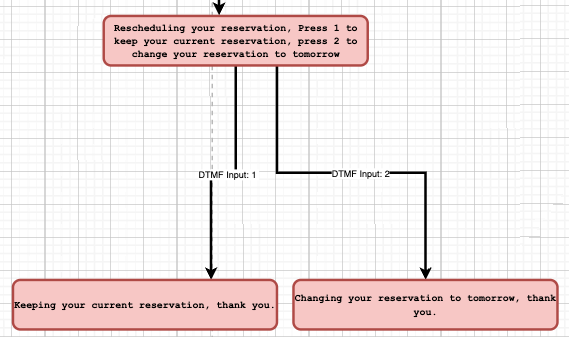 Rescheduling your reservation, Press 1 to
keep your current reservation, press 2 to
change your reservation to tomorrow
DTMF Input: 1
DTMF Input: 2
Keeping your current reservation, thank you.
Changing your reservation to tomorrow, thank
you.